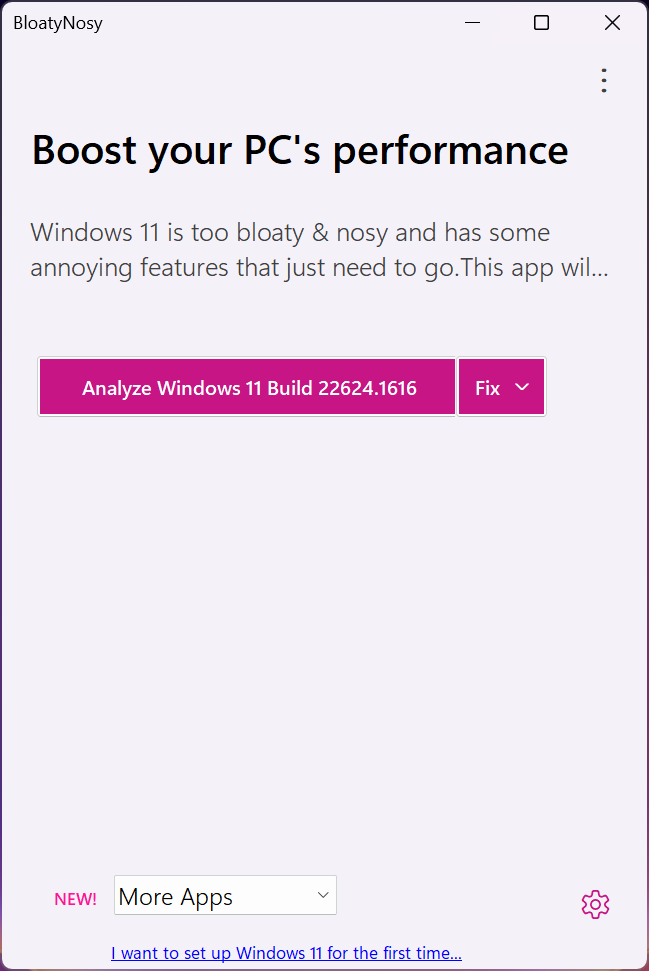 BloatyNosy
Boost your PC's performance
Windows 11 is too bloaty & nosy and has some
annoying features that just need to go.This app wil...
Analyze Windows 11 Build 22624.1616
Fix
NEW!
More Apps
I want to set up Windows 11 for the first time...